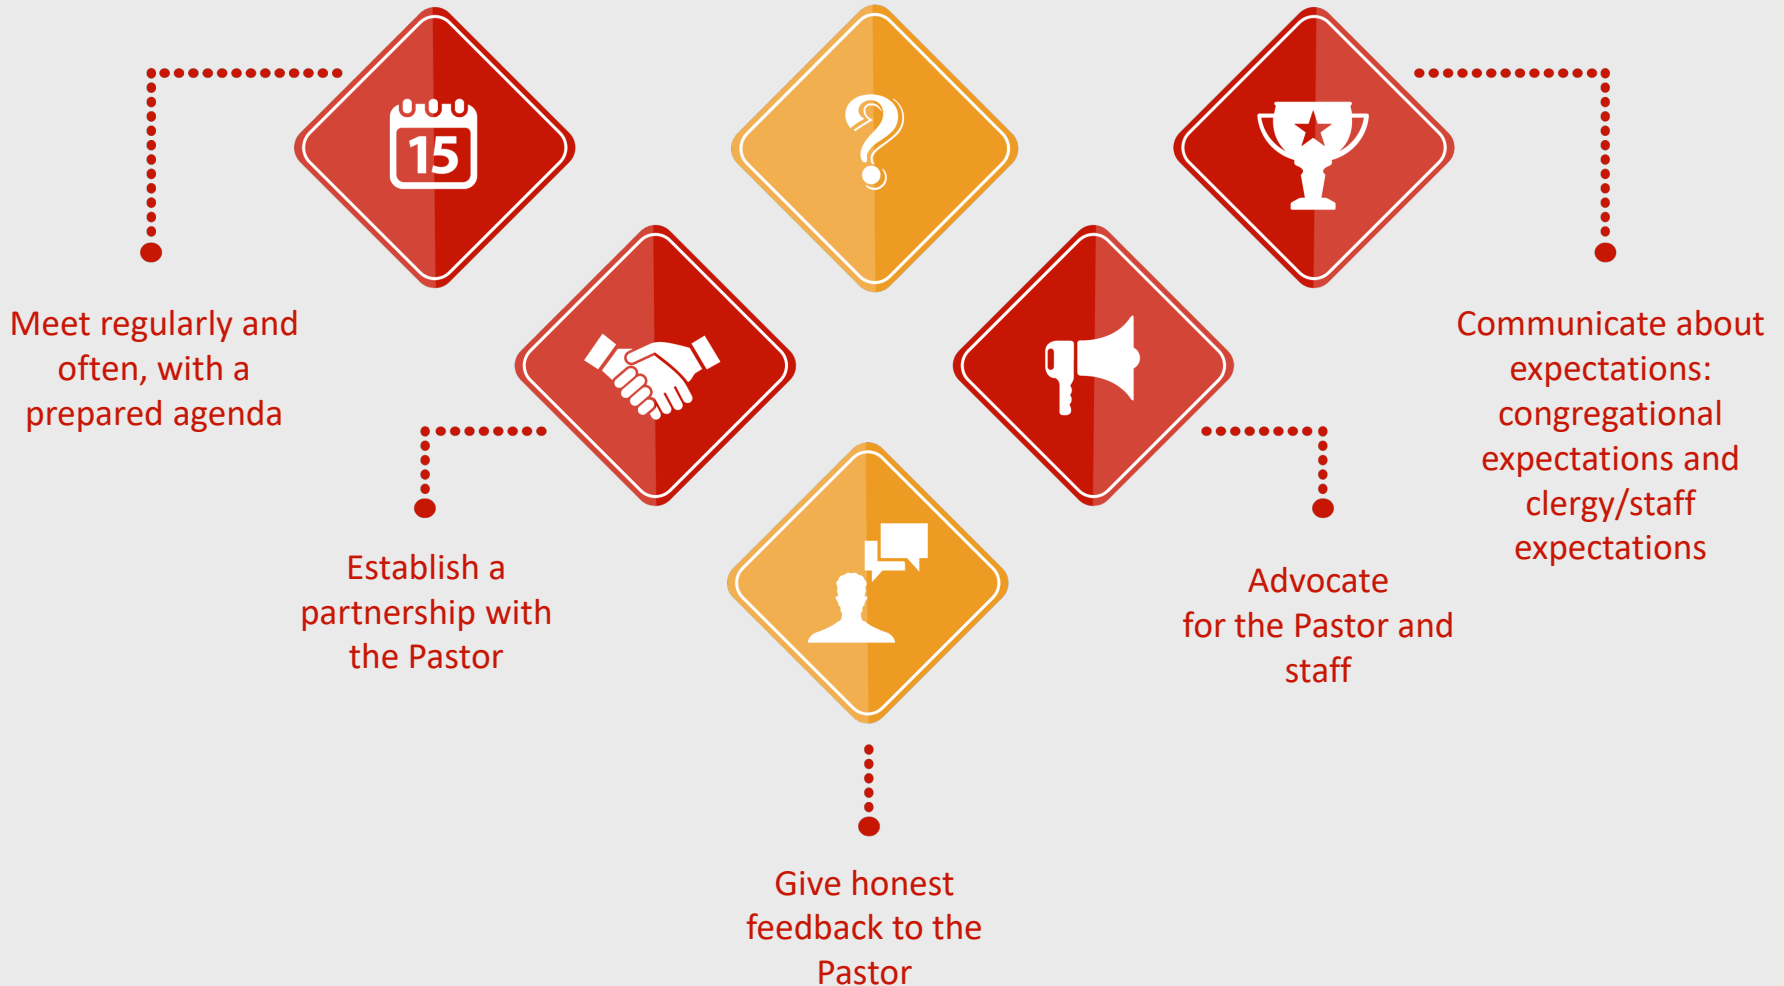 15
?
Meet regularly and
often, with a
prepared agenda
Establish a
partnership with
the Pastor
Give honest
feedback to the
Pastor
Advocate
for the Pastor and
staff
Communicate about
expectations:
congregational
expectations and
clergy/staff
expectations